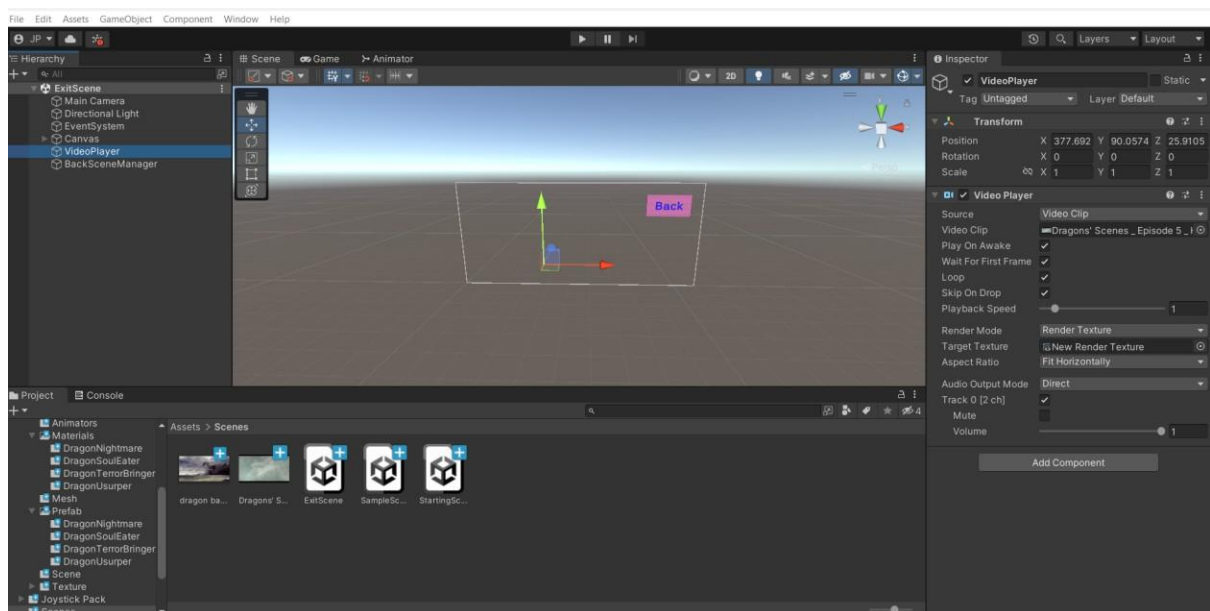 File Edit Assets GameObject Component Window Help
JP Layers Layout
Hierarchy
All
ExitScene
Main Camera
Directional Light
EventSystem
Canvas
VideoPlayer
BackSceneManager
Scene Game Animator
2D
Back
Inspector
VideoPlayer Static
Tag Untagged Layer Default
Transform
Position X 377.692 Y 90.0574 Z 25.9105
Rotation X 0 Y 0 Z 0
Scale X 1 Y 1 Z 1
Video Player
Source Video Clip
Video Clip Dragons' Scenes _ Episode 5 _
Play On Awake
Wait For First Frame
Loop
Skip On Drop
Playback Speed 1
Render Mode Render Texture
Target Texture New Render Texture
Aspect Ratio Fit Horizontally
Audio Output Mode Direct
Track 0 [2 ch]
Mute
Volume 1
Add Component
Project Console
4
Animators
Materials
DragonNightmare
DragonSoulEater
DragonTerrorBringer
DragonUsurper
Mesh
Prefab
DragonNightmare
DragonSoulEater
DragonTerrorBringer
DragonUsurper
Scene
Texture
Joystick Pack
Assets > Scenes
dragon ba... Dragons' S... ExitScene SampleSc... StartingSc...